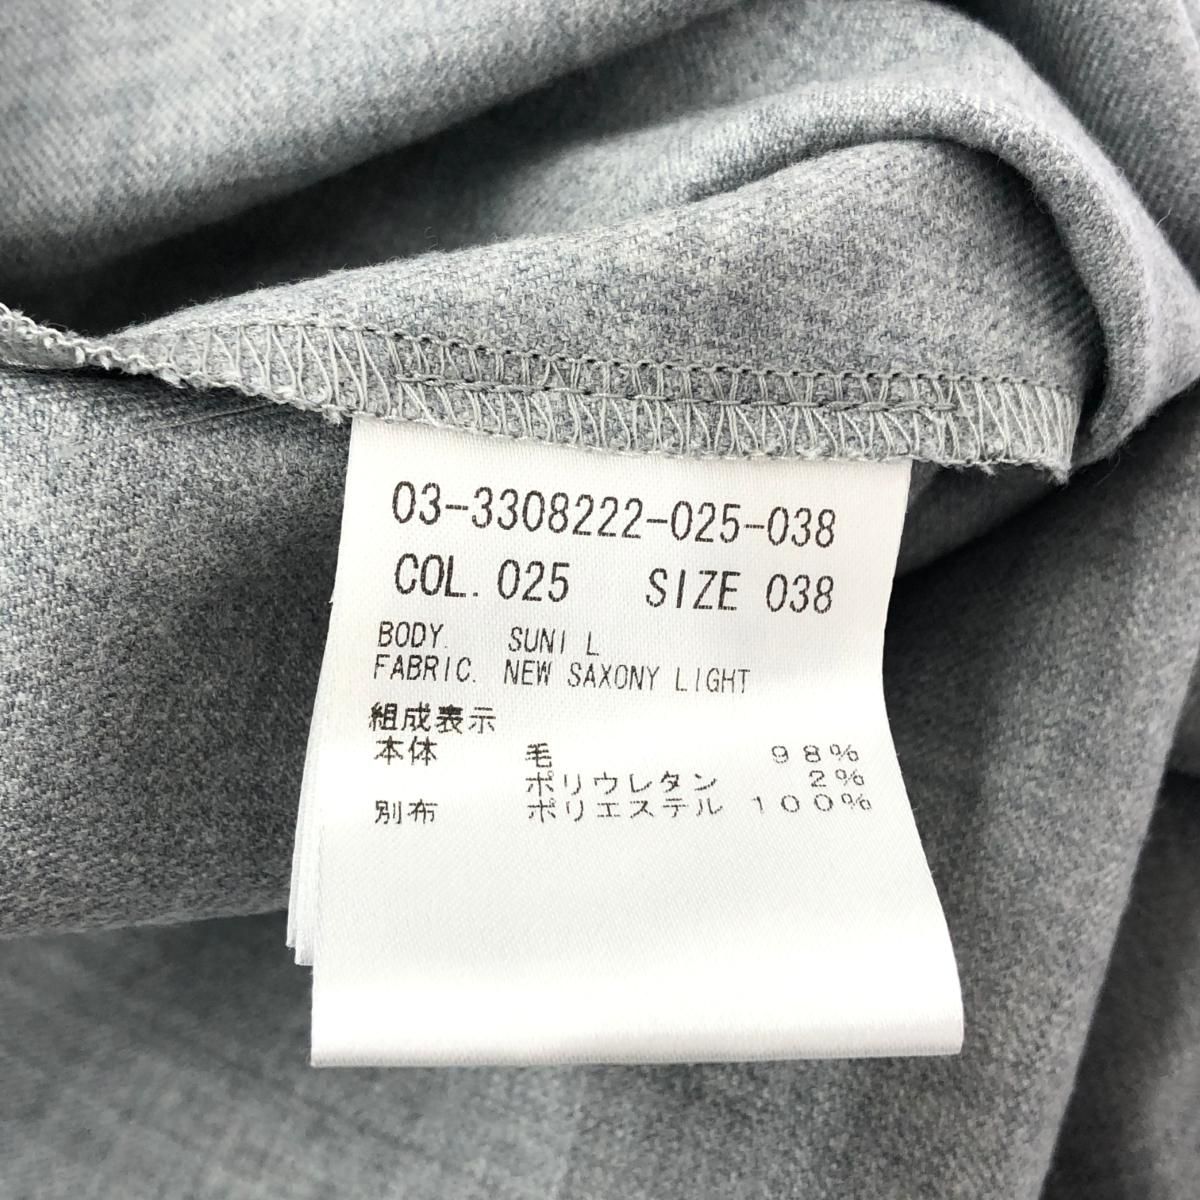 03-3308222-025-038
COL. 025 SIZE 038
BODY. SUNI L
FABRIC. NEW SAXONY LIGHT
組成表示
本体 毛 98%
ポリウレタン 2%
別布 ポリエステル 100%